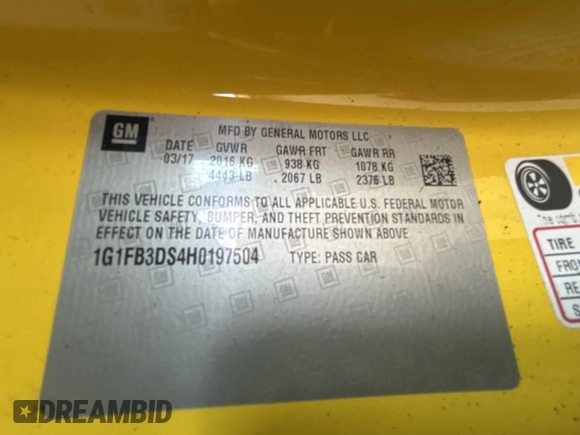 GM
MFD BY GENERAL MOTORS LLC
DATE GVWR GAWR FRT GAWR RR
03/17 2016 KG 938 KG 1078 KG
4443 LB 2067 LB 2376 LB
THIS VEHICLE CONFORMS TO ALL APPLICABLE U.S. FEDERAL MOTOR
VEHICLE SAFETY, BUMPER, AND THEFT PREVENTION STANDARDS IN
EFFECT ON THE DATE OF MANUFACTURE SHOWN ABOVE
1G1FB3DS4H0197504 TYPE: PASS CAR
TIRE
DREAMBID